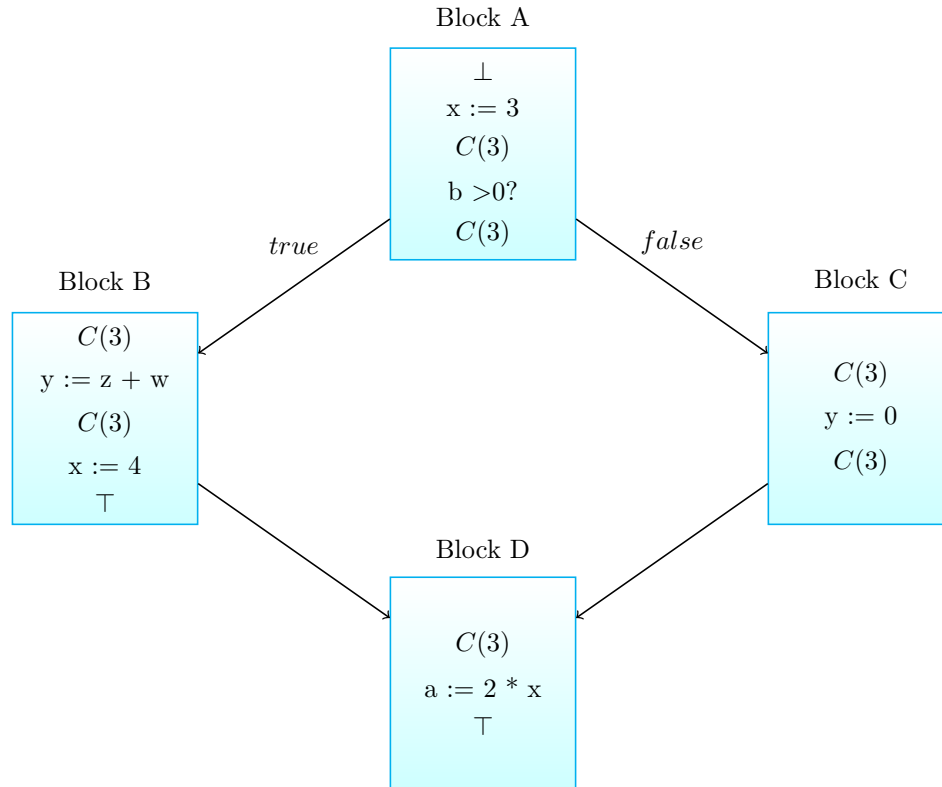 Block A
⊥
x := 3
C(3)
b >0?
C(3)
true
false
Block B
C(3)
y := z + w
C(3)
x := 4
⊤
Block C
C(3)
y := 0
C(3)
Block D
C(3)
a := 2 * x
⊤